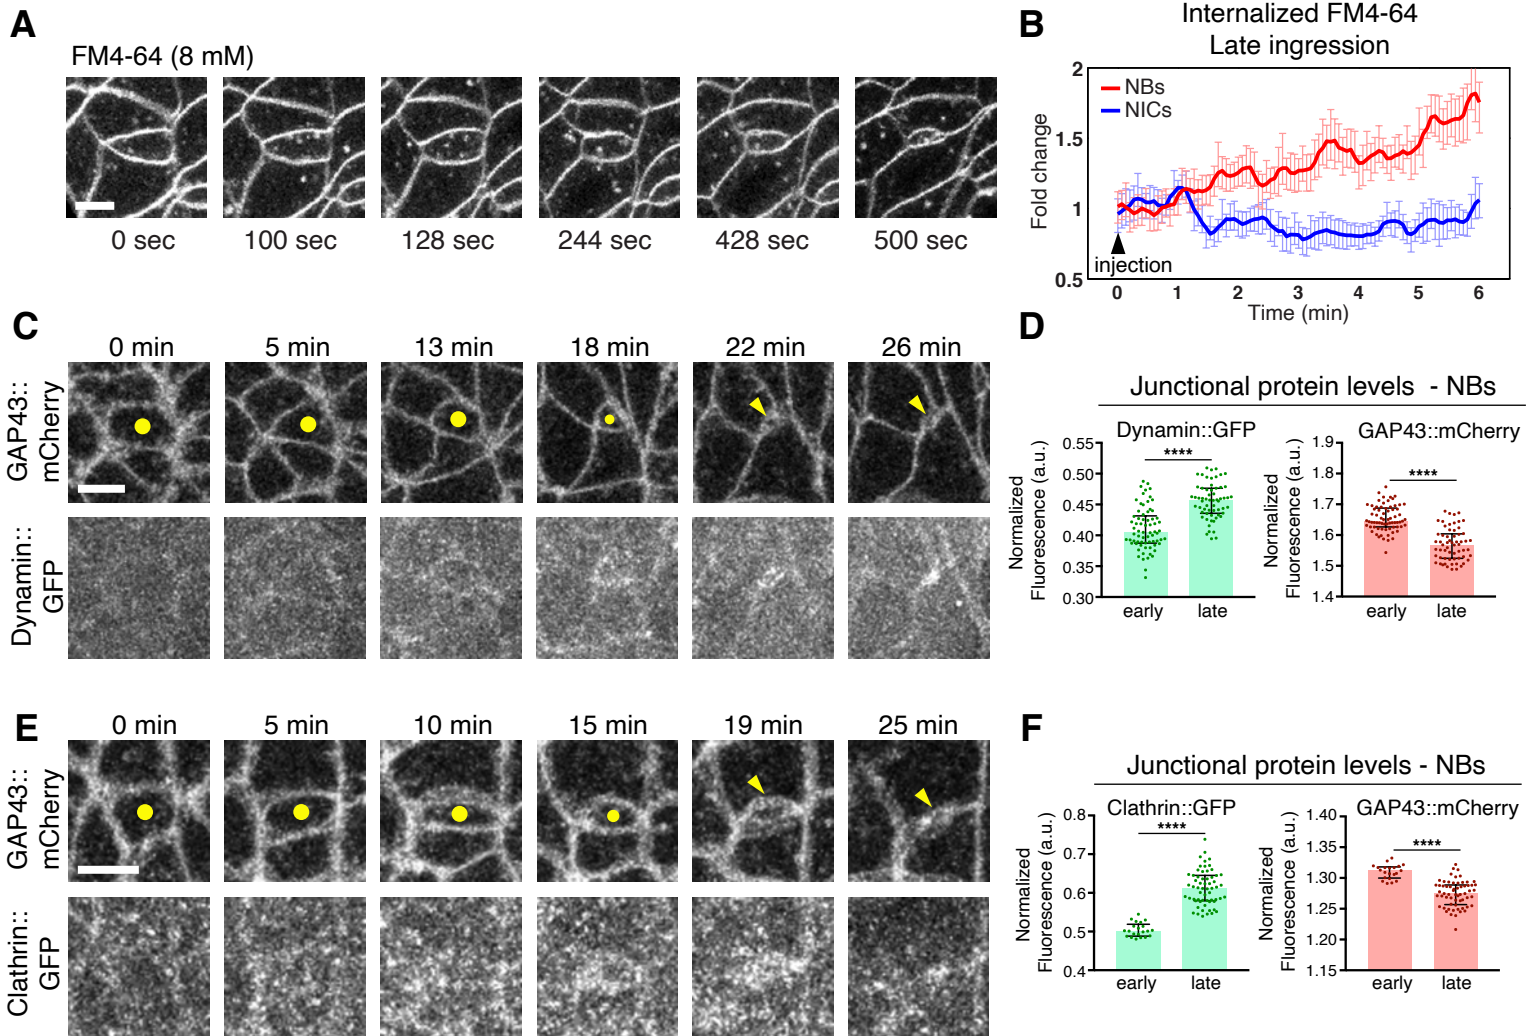 A
FM4-64 (8 mM)
0 sec
100 sec
128 sec
244 sec
428 sec
500 sec
B
Internalized FM4-64
Late ingression
2
1.5
1
0.5
Fold change
NBs
NICs
injection
0
1
2
3
4
5
6
Time (min)
C
0 min
5 min
13 min
18 min
22 min
26 min
GAP43::
mCherry
Dynamin::
GFP
D
Junctional protein levels - NBs
Dynamin::GFP
****
Normalized
Fluorescence (a.u.)
0.55
0.50
0.45
0.40
0.35
0.30
early
late
GAP43::mCherry
****
Normalized
Fluorescence (a.u.)
1.9
1.8
1.7
1.6
1.5
1.4
early
late
E
0 min
5 min
10 min
15 min
19 min
25 min
GAP43::
mCherry
Clathrin::
GFP
F
Junctional protein levels - NBs
Clathrin::GFP
****
Normalized
Fluorescence (a.u.)
0.8
0.7
0.6
0.5
0.4
early
late
GAP43::mCherry
****
Normalized
Fluorescence (a.u.)
1.40
1.35
1.30
1.25
1.20
1.15
early
late